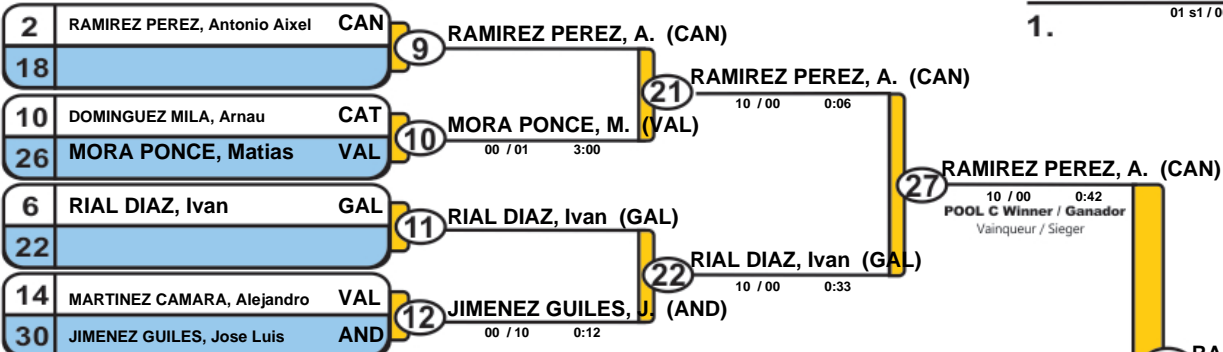 2 RAMIREZ PEREZ, Antonio Aixel CAN
18
9 RAMIREZ PEREZ, A. (CAN)
10 DOMINGUEZ MILA, Arnau CAT
26 MORA PONCE, Matias VAL
10 MORA PONCE, M. (VAL)
00 / 01 3:00
21 RAMIREZ PEREZ, A. (CAN)
10 / 00 0:06
6 RIAL DIAZ, Ivan GAL
22
11 RIAL DIAZ, Ivan (GAL)
14 MARTINEZ CAMARA, Alejandro VAL
30 JIMENEZ GUILES, Jose Luis AND
12 JIMENEZ GUILES, J. (AND)
00 / 10 0:12
22 RIAL DIAZ, Ivan (GAL)
10 / 00 0:33
27 RAMIREZ PEREZ, A. (CAN)
10 / 00 0:42
POOL C Winner / Ganador
Vainqueur / Sieger
01 s1 / 0
1.